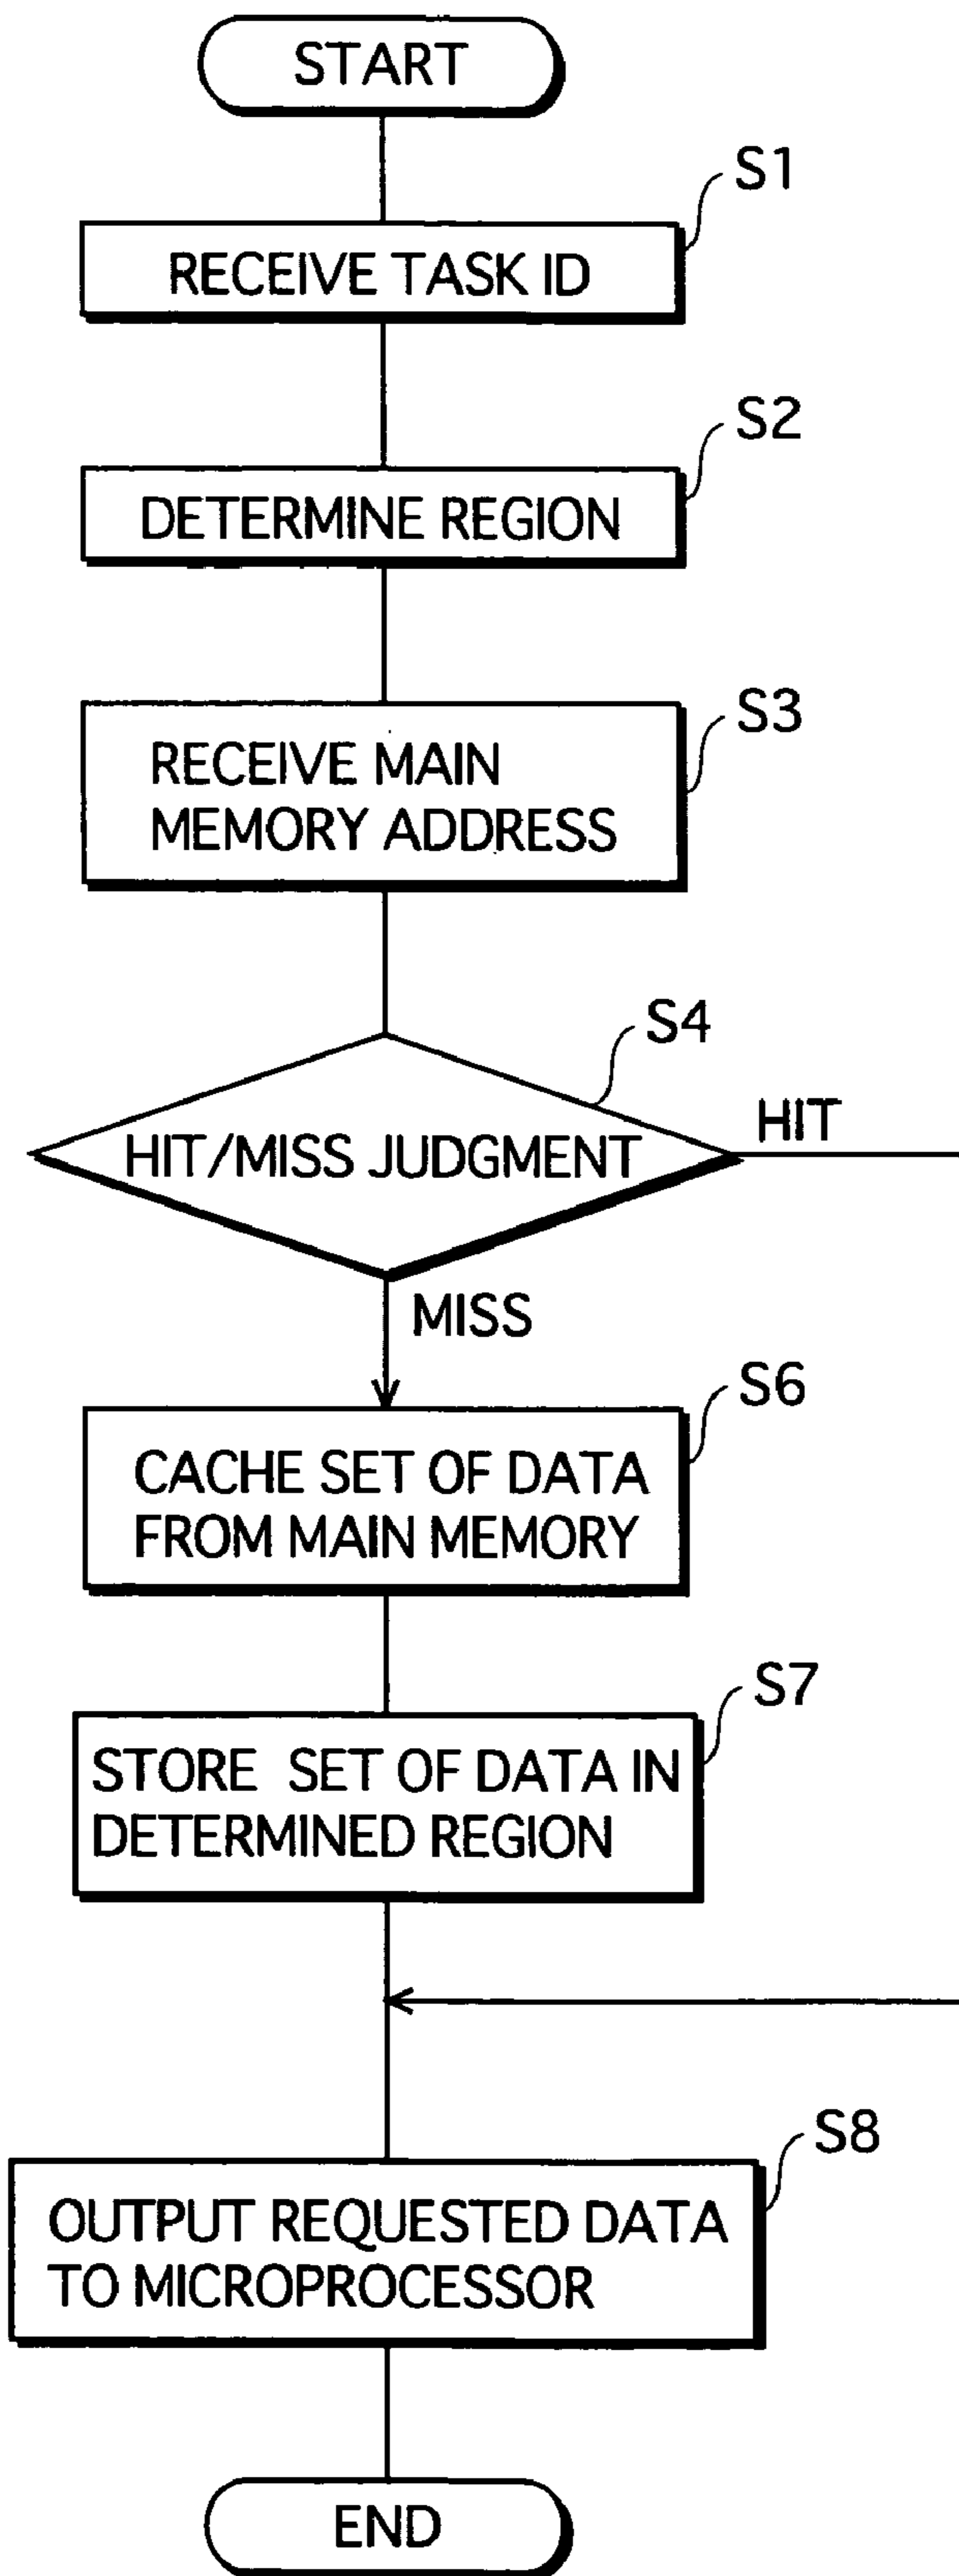 START
S1
RECEIVE TASK ID
S2
DETERMINE REGION
S3
RECEIVE MAIN
MEMORY ADDRESS
S4
HIT/MISS JUDGMENT
HIT
MISS
S6
CACHE SET OF DATA
FROM MAIN MEMORY
S7
STORE SET OF DATA IN
DETERMINED REGION
S8
OUTPUT REQUESTED DATA
TO MICROPROCESSOR
END